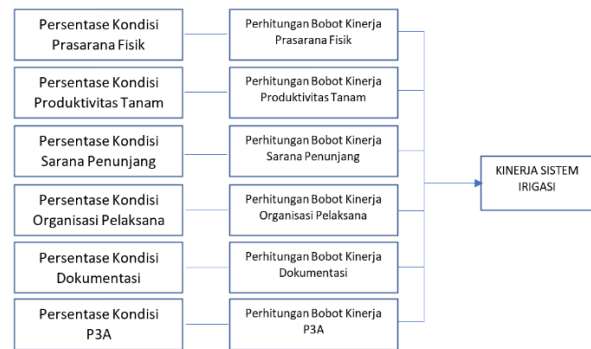 Persentase Kondisi
Prasarana Fisik
Perhitungan Bobot Kinerja
Prasarana Fisik
Persentase Kondisi
Produktivitas Tanam
Perhitungan Bobot Kinerja
Produktivitas Tanam
Persentase Kondisi
Sarana Penunjang
Perhitungan Bobot Kinerja
Sarana Penunjang
Persentase Kondisi
Organisasi Pelaksana
Perhitungan Bobot Kinerja
Organisasi Pelaksana
Persentase Kondisi
Dokumentasi
Perhitungan Bobot Kinerja
Dokumentasi
Persentase Kondisi
P3A
Perhitungan Bobot Kinerja
P3A
KINERJA SISTEM
IRIGASI